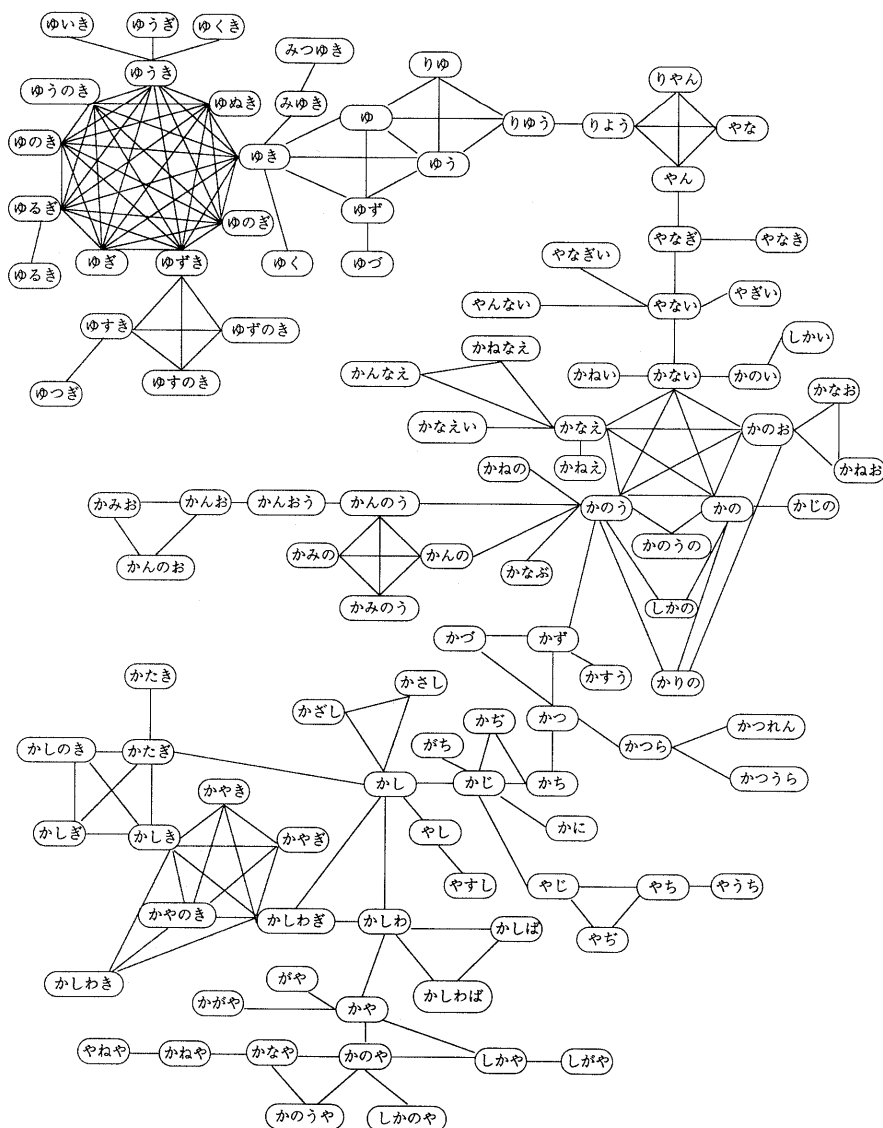 ゆいき ゆうぎ ゆくき
みつゆき
ゆうき りゆ りやん
ゆうのき ゆぬき みゆき
ゆ りゆう りよう やな
ゆのき ゆき ゆう
やん
ゆるぎ ゆのぎ ゆず
やなぎ やなき
ゆるき ゆぎ ゆずき ゆく ゆづ
やなぎい
やんない やない やぎい
ゆすき ゆずのき
しかい
かねなえ
ゆつぎ ゆすのき かんなえ かねい かない かのい かなお
かなえい かなえ かのお
かねの かねえ かねお
かみお かんお かんおう かんのう かのう かの かじの
かんのお かみの かんの かなぶ かのうの
かみのう しかの
かづ かず
かすう かりの
かたき かさし
かざし かぢ かつ かつれん
かしのき かたぎ がち かつら
かし かじ かち かつうら
かやき
かしぎ かしき かやぎ やし かに
やすし やじ やち やうち
かやのき かしわぎ かしわ かしば
やぢ
かしわき かしわば
がや
かがや かや
やねや かねや かなや かのや しかや しがや
かのうや しかのや